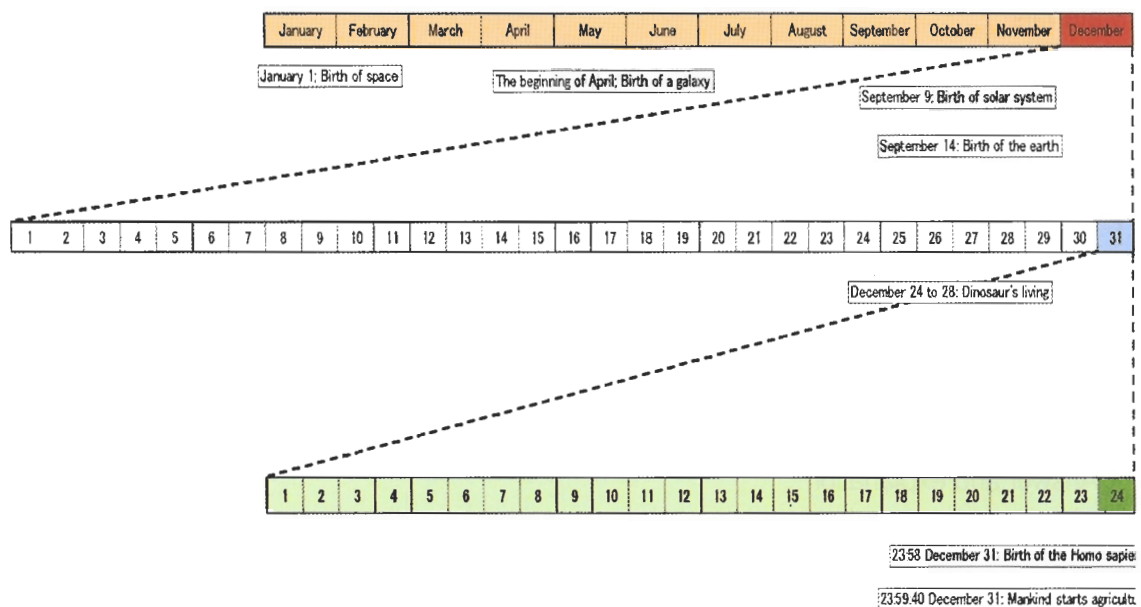 January February March April May June July August September October November December
January 1: Birth of space
The beginning of April: Birth of a galaxy
September 9: Birth of solar system
September 14: Birth of the earth
1 2 3 4 5 6 7 8 9 10 11 12 13 14 15 16 17 18 19 20 21 22 23 24 25 26 27 28 29 30 31
December 24 to 28: Dinosaur's living
1 2 3 4 5 6 7 8 9 10 11 12 13 14 15 16 17 18 19 20 21 22 23 24
23:58 December 31: Birth of the Homo sapie
23:59.40 December 31: Mankind starts agricultu